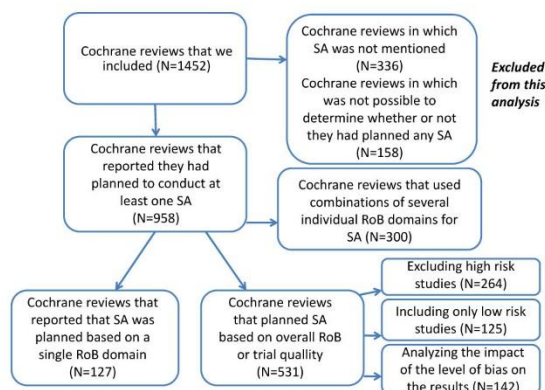 Cochrane reviews that we
included (N=1452)
Cochrane reviews in which
SA was not mentioned
(N=336)
Cochrane reviews in which
was not possible to
determine whether or not
they had planned any SA
(N=158)
Excluded
from this
analysis
Cochrane reviews that
reported they had
planned to conduct at
least one SA
(N=958)
Cochrane reviews that used
combinations of several
individual RoB domains for
SA (N=300)
Cochrane reviews that
reported that SA was
planned based on a
single RoB domain
(N=127)
Cochrane reviews
that planned SA
based on overall RoB
or trial quallity
(N=531)
Excluding high risk
studies (N=264)
Including only low risk
studies (N=125)
Analyzing the impact
of the level of bias on
the results (N=142)